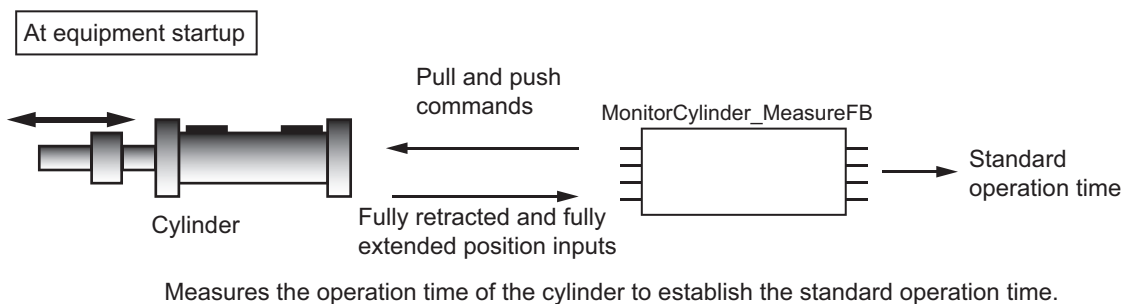 At equipment startup
Pull and push
commands
MonitorCylinder_MeasureFB
Standard
operation time
Cylinder
Fully retracted and fully
extended position inputs
Measures the operation time of the cylinder to establish the standard operation time.